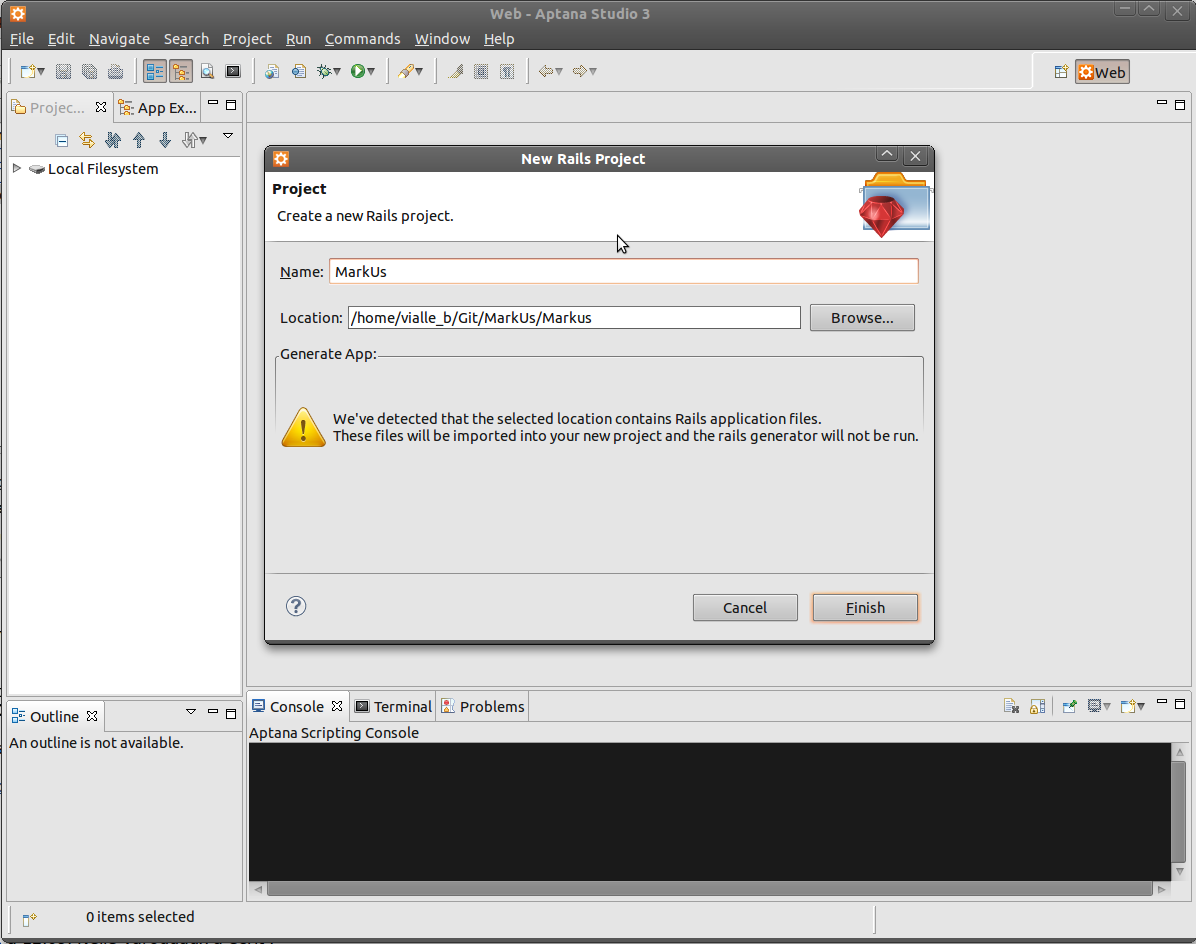 Web - Aptana Studio 3
File Edit Navigate Search Project Run Commands Window Help
Web
Projec... App Ex...
Local Filesystem
New Rails Project
Project
Create a new Rails project.
Name: MarkUs
Location: /home/vialle_b/Git/MarkUs/Markus Browse...
Generate App:
We've detected that the selected location contains Rails application files.
These files will be imported into your new project and the rails generator will not be run.
Cancel Finish
Outline
An outline is not available.
Console Terminal Problems
Aptana Scripting Console
0 items selected